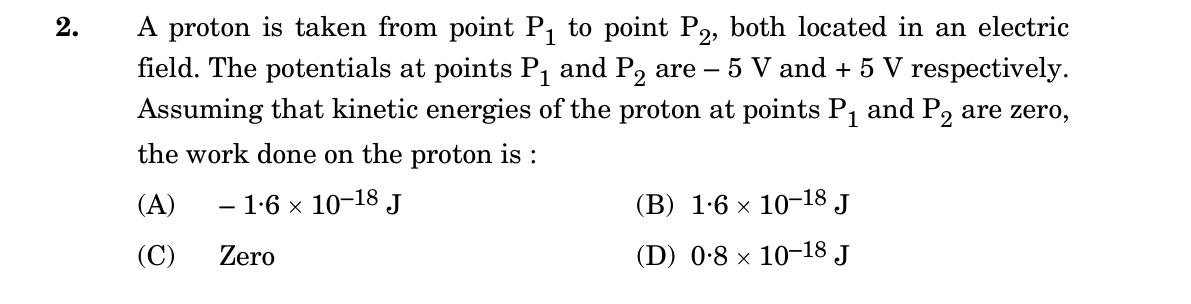 2. A proton is taken from point P₁ to point P₂, both located in an electric
field. The potentials at points P₁ and P₂ are – 5 V and + 5 V respectively.
Assuming that kinetic energies of the proton at points P₁ and P₂ are zero,
the work done on the proton is :
(A) – 1·6 × 10⁻¹⁸ J (B) 1·6 × 10⁻¹⁸ J
(C) Zero (D) 0·8 × 10⁻¹⁸ J